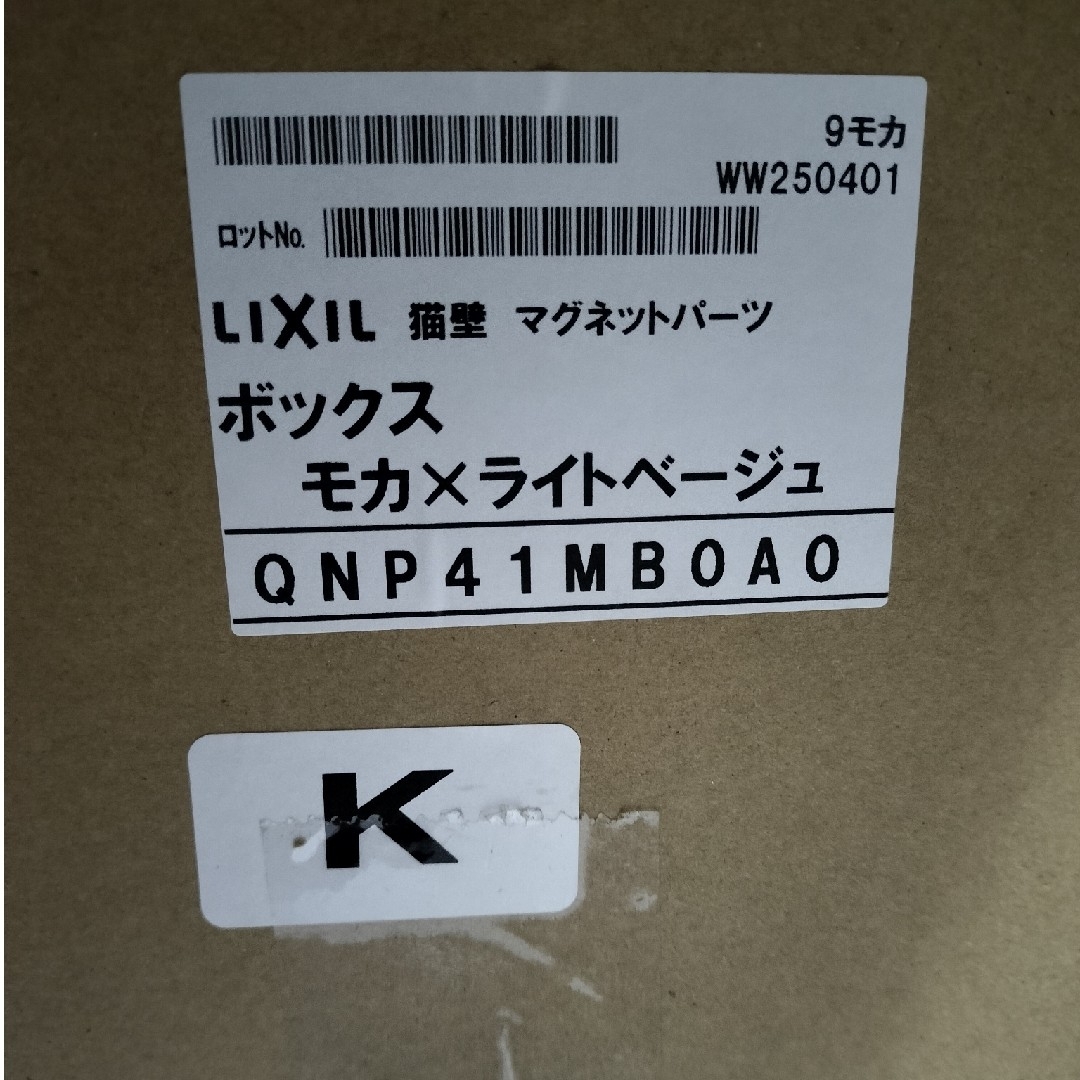 9モカ
WW250401
ロットNo.
LIXIL 猫壁 マグネットパーツ
ボックス
モカ×ライトベージュ
QNP41MB0A0
K